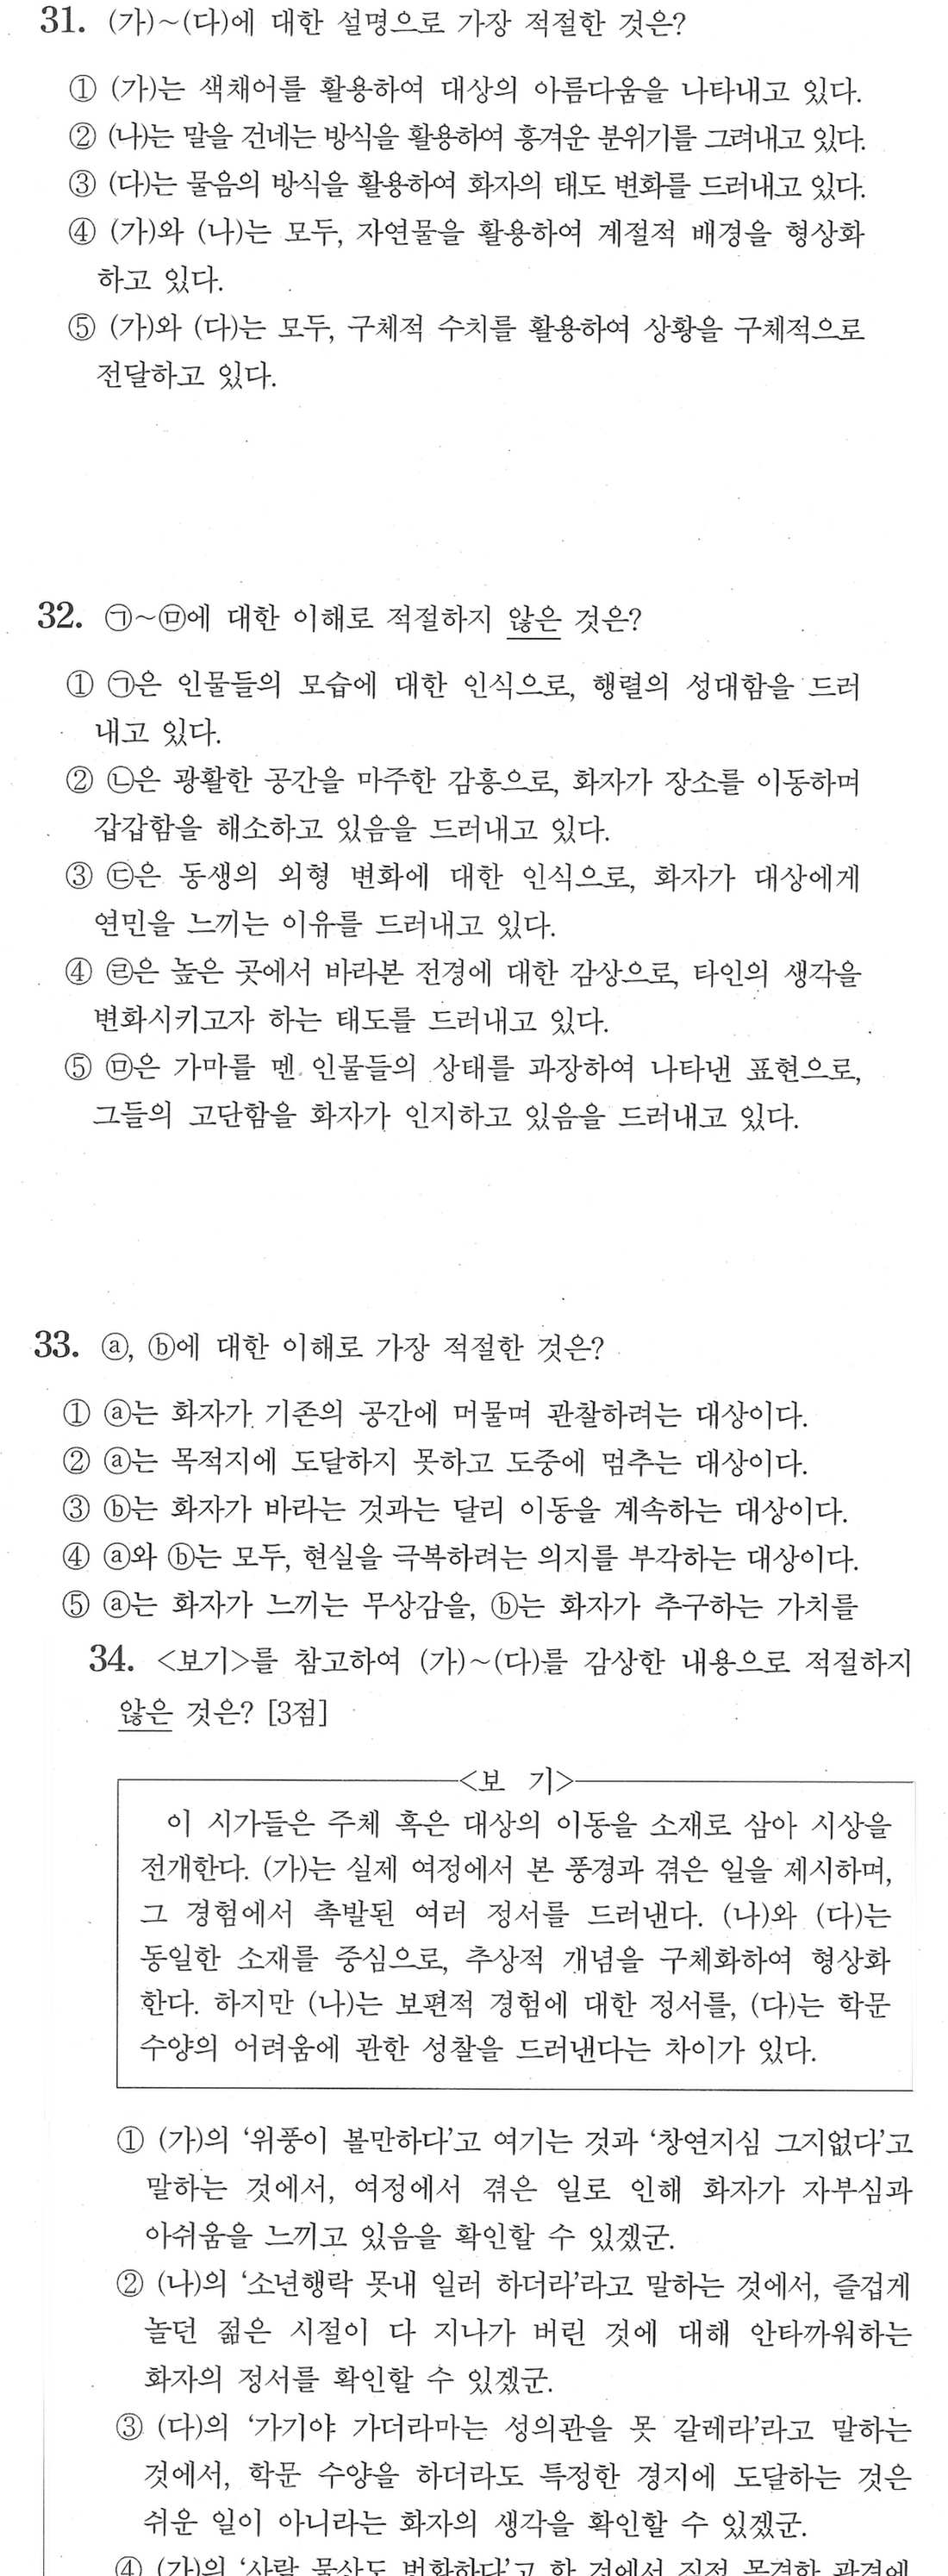 31. (가)~(다)에 대한 설명으로 가장 적절한 것은?
① (가)는 색채어를 활용하여 대상의 아름다움을 나타내고 있다.
② (나)는 말을 건네는 방식을 활용하여 흥겨운 분위기를 그려내고 있다.
③ (다)는 물음의 방식을 활용하여 화자의 태도 변화를 드러내고 있다.
④ (가)와 (나)는 모두, 자연물을 활용하여 계절적 배경을 형상화
하고 있다.
⑤ (가)와 (다)는 모두, 구체적 수치를 활용하여 상황을 구체적으로
전달하고 있다.
32. ㉠~㉤에 대한 이해로 적절하지 않은 것은?
① ㉠은 인물들의 모습에 대한 인식으로, 행렬의 성대함을 드러
내고 있다.
② ㉡은 광활한 공간을 마주한 감흥으로, 화자가 장소를 이동하며
갑갑함을 해소하고 있음을 드러내고 있다.
③ ㉢은 동생의 외형 변화에 대한 인식으로, 화자가 대상에게
연민을 느끼는 이유를 드러내고 있다.
④ ㉣은 높은 곳에서 바라본 전경에 대한 감상으로, 타인의 생각을
변화시키고자 하는 태도를 드러내고 있다.
⑤ ㉤은 가마를 멘 인물들의 상태를 과장하여 나타낸 표현으로,
그들의 고단함을 화자가 인지하고 있음을 드러내고 있다.
33. ⓐ, ⓑ에 대한 이해로 가장 적절한 것은?
① ⓐ는 화자가 기존의 공간에 머물며 관찰하려는 대상이다.
② ⓐ는 목적지에 도달하지 못하고 도중에 멈추는 대상이다.
③ ⓑ는 화자가 바라는 것과는 달리 이동을 계속하는 대상이다.
④ ⓐ와 ⓑ는 모두, 현실을 극복하려는 의지를 부각하는 대상이다.
⑤ ⓐ는 화자가 느끼는 무상감을, ⓑ는 화자가 추구하는 가치를
34. <보기>를 참고하여 (가)~(다)를 감상한 내용으로 적절하지
않은 것은? [3점]
<보 기>
이 시가들은 주체 혹은 대상의 이동을 소재로 삼아 시상을
전개한다. (가)는 실제 여정에서 본 풍경과 겪은 일을 제시하며,
그 경험에서 촉발된 여러 정서를 드러낸다. (나)와 (다)는
동일한 소재를 중심으로, 추상적 개념을 구체화하여 형상화
한다. 하지만 (나)는 보편적 경험에 대한 정서를, (다)는 학문
수양의 어려움에 관한 성찰을 드러낸다는 차이가 있다.
① (가)의 '위풍이 볼만하다'고 여기는 것과 '창연지심 그지없다'고
말하는 것에서, 여정에서 겪은 일로 인해 화자가 자부심과
아쉬움을 느끼고 있음을 확인할 수 있겠군.
② (나)의 '소년행락 못내 일러 하더라'라고 말하는 것에서, 즐겁게
놀던 젊은 시절이 다 지나가 버린 것에 대해 안타까워하는
화자의 정서를 확인할 수 있겠군.
③ (다)의 '가기야 가더라마는 성의관을 못 갈레라'라고 말하는
것에서, 학문 수양을 하더라도 특정한 경지에 도달하는 것은
쉬운 일이 아니라는 화자의 생각을 확인할 수 있겠군.
④ (가)의 '사람 물산도 번화하다'고 한 것에서 직접 목격한 광경에